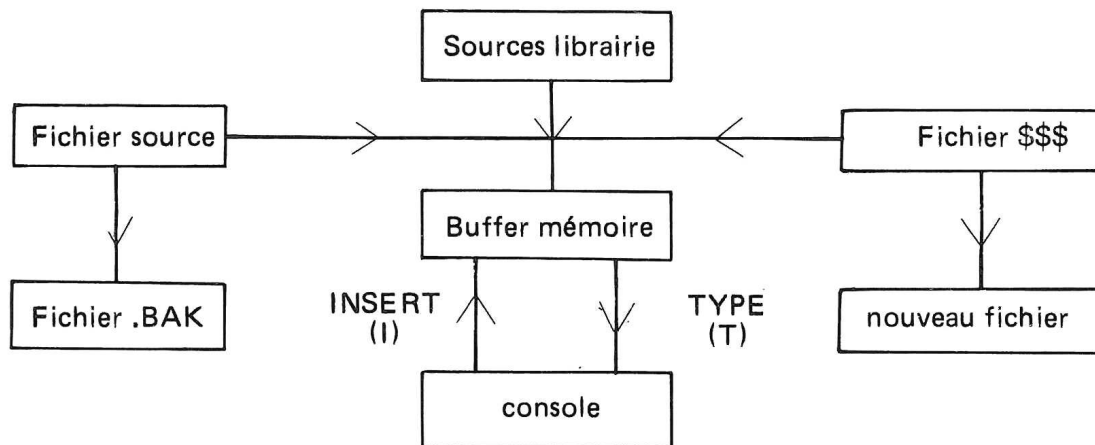 Sources librairie
Fichier source
Fichier $$$
Buffer mémoire
Fichier .BAK
INSERT
(I)
TYPE
(T)
nouveau fichier
console